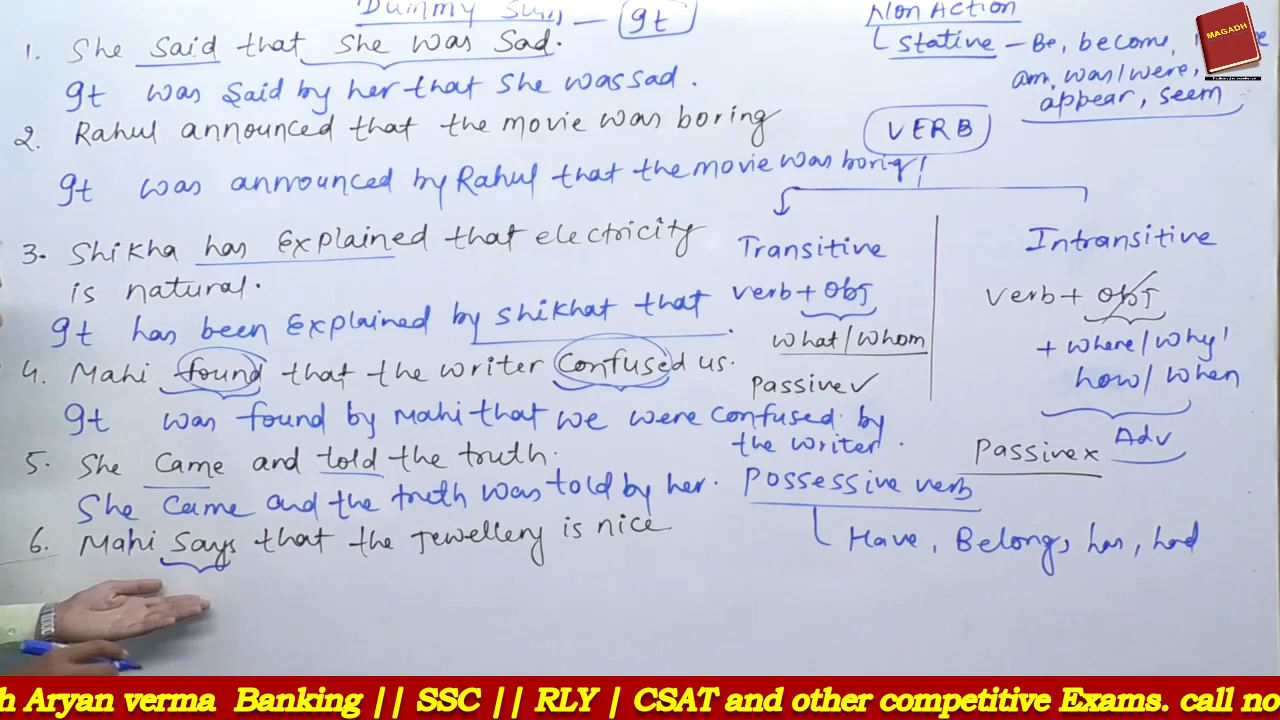 Dummy Sub — It
1. She said that she was sad.
It was said by her that she was sad.
2. Rahul announced that the movie was boring
It was announced by Rahul that the movie was borig
3. Shikha has explained that electricity
is natural.
It has been explained by shikhat that
4. Mahi found that the writer confused us.
It was found by Mahi that we were confused by
the writer.
5. She came and told the truth.
She came and the truth was told by her.
6. Mahi says that the Jewellery is nice
Non Action
Stative – Be, become,
am, was/were,
appear, seem
VERB
Transitive
verb + Obj
what/whom
passive ✓
Intransitive
verb + Obj
+ where/why/
how/when
Adv
Passive x
Possessive verb
Have, Belong, has, had
MAGADH
h Aryan verma Banking || SSC || RLY | CSAT and other competitive Exams. call no